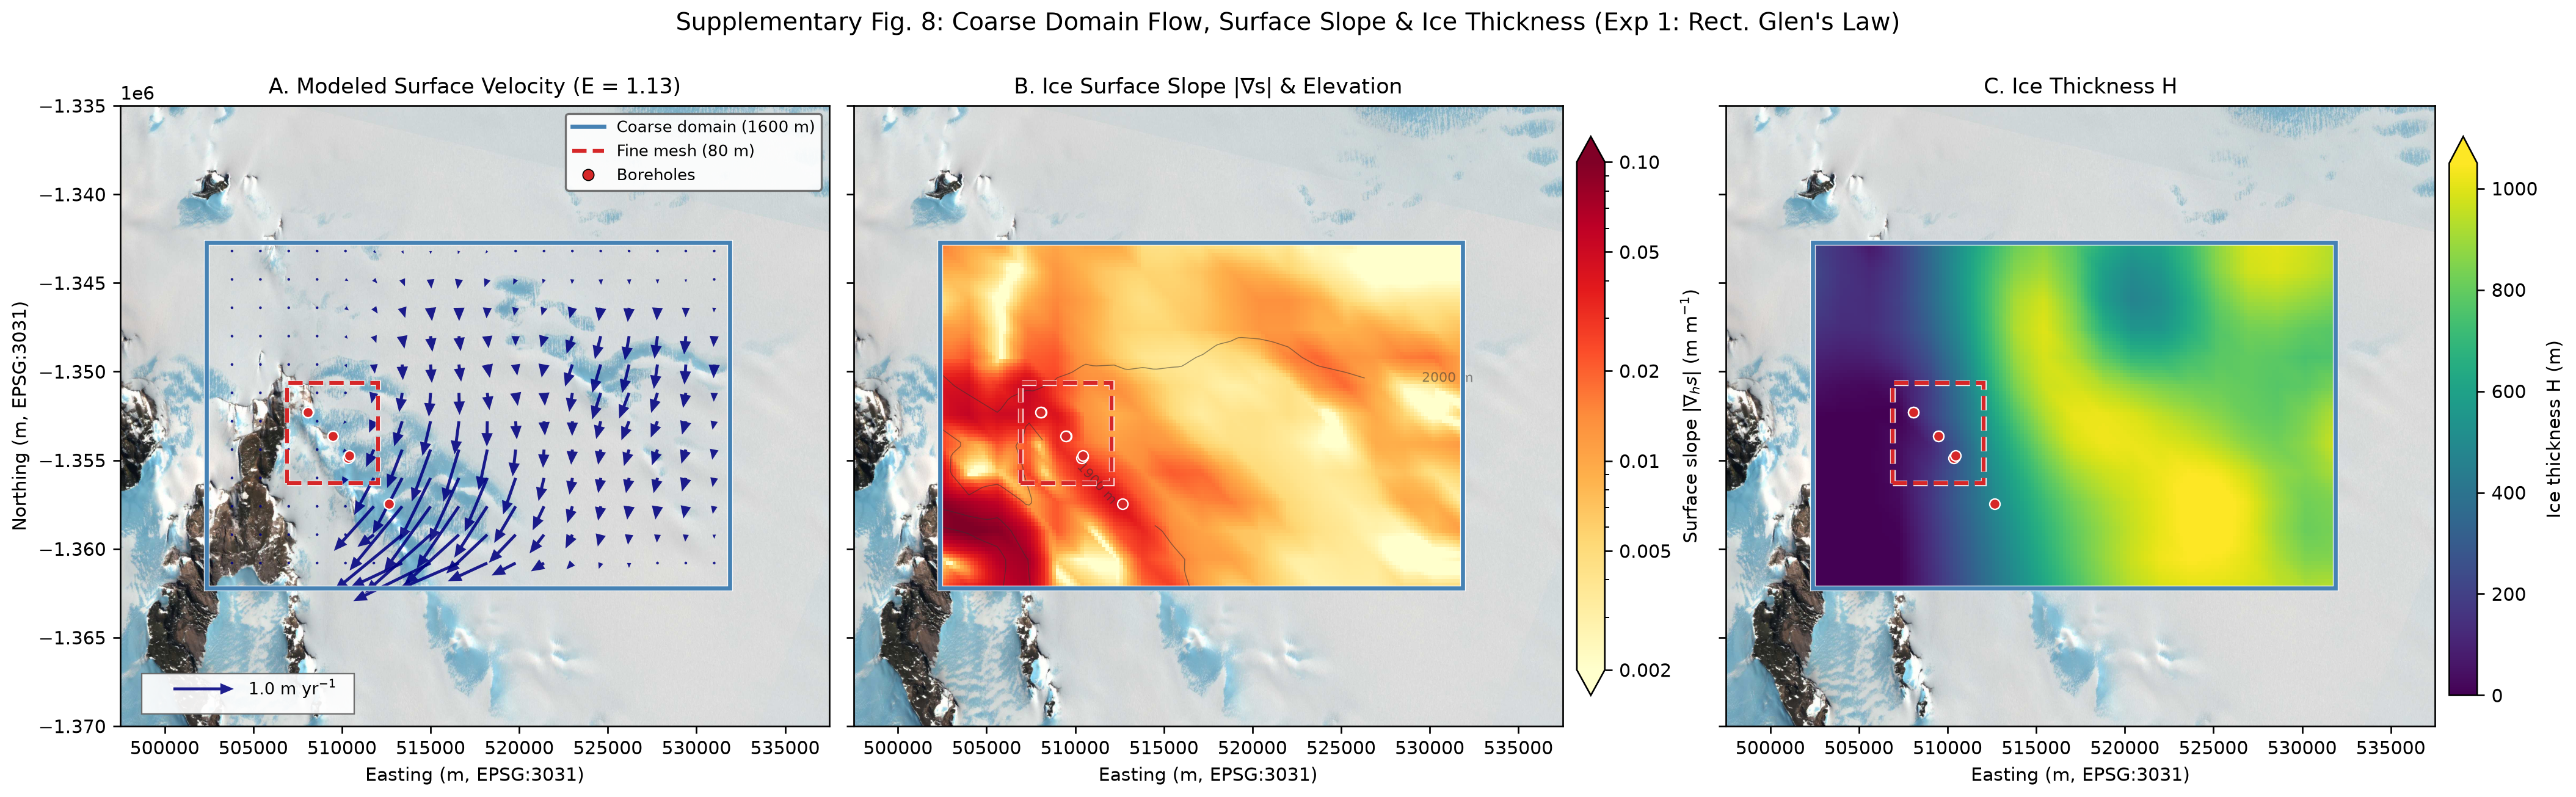 Supplementary Fig. 8: Coarse Domain Flow, Surface Slope & Ice Thickness (Exp 1: Rect. Glen's Law)
A. Modeled Surface Velocity (E = 1.13)
1e6
−1.335
−1.340
−1.345
−1.350
−1.355
−1.360
−1.365
−1.370
Northing (m, EPSG:3031)
Coarse domain (1600 m)
Fine mesh (80 m)
Boreholes
1.0 m yr⁻¹
500000 505000 510000 515000 520000 525000 530000 535000
Easting (m, EPSG:3031)
B. Ice Surface Slope |∇s| & Elevation
2000 m
500000 505000 510000 515000 520000 525000 530000 535000
Easting (m, EPSG:3031)
0.10
0.05
0.02
0.01
0.005
0.002
Surface slope |∇ₕs| (m m⁻¹)
C. Ice Thickness H
500000 505000 510000 515000 520000 525000 530000 535000
Easting (m, EPSG:3031)
1000
800
600
400
200
0
Ice thickness H (m)